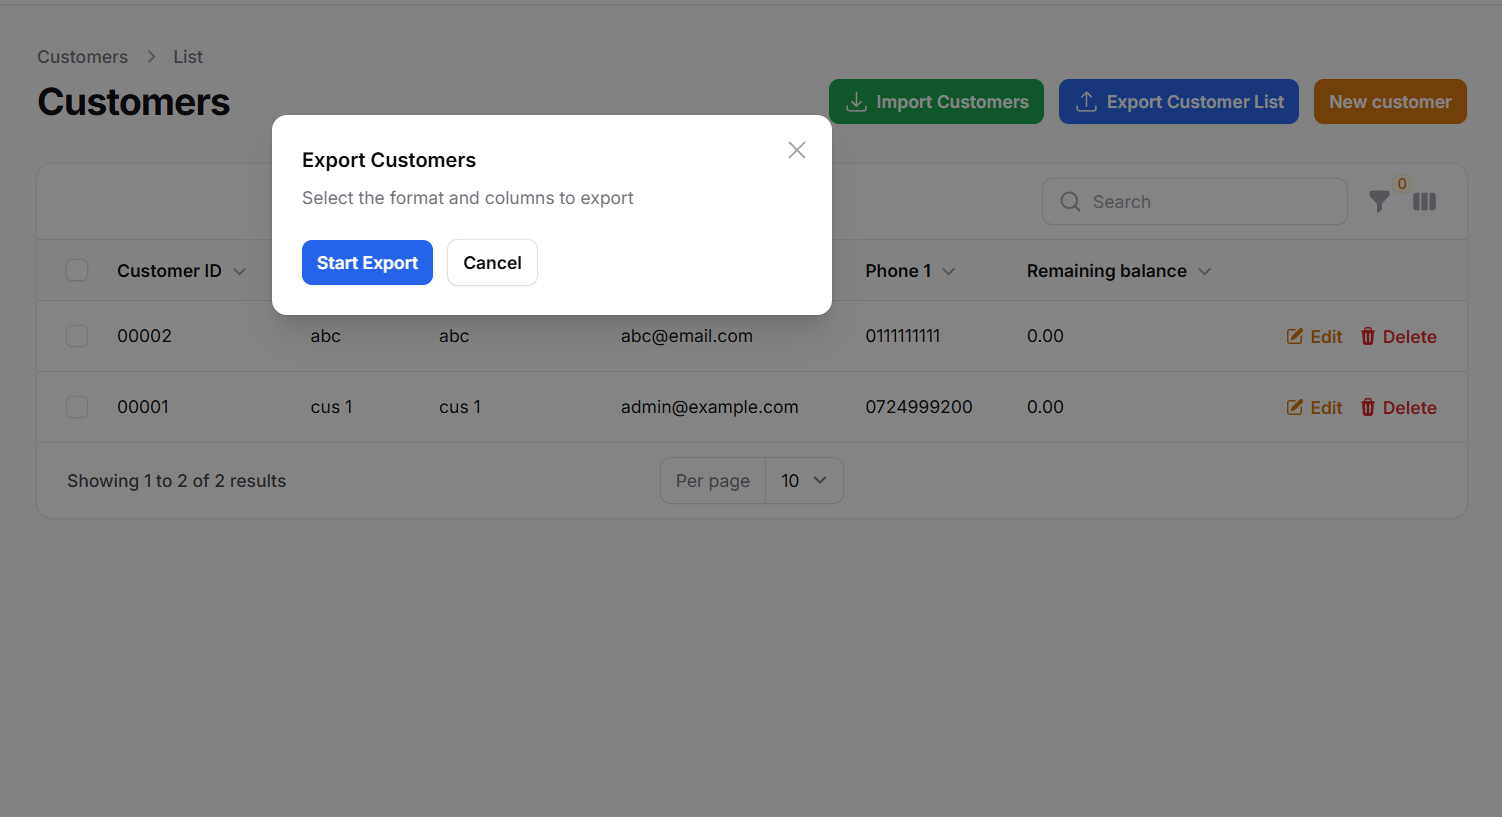 Customers > List
Customers
Import Customers
Export Customer List
New customer
Export Customers
Select the format and columns to export
Start Export
Cancel
Search
0
Customer ID
Phone 1
Remaining balance
00002 abc abc abc@email.com 0111111111 0.00 Edit Delete
00001 cus 1 cus 1 admin@example.com 0724999200 0.00 Edit Delete
Showing 1 to 2 of 2 results
Per page 10